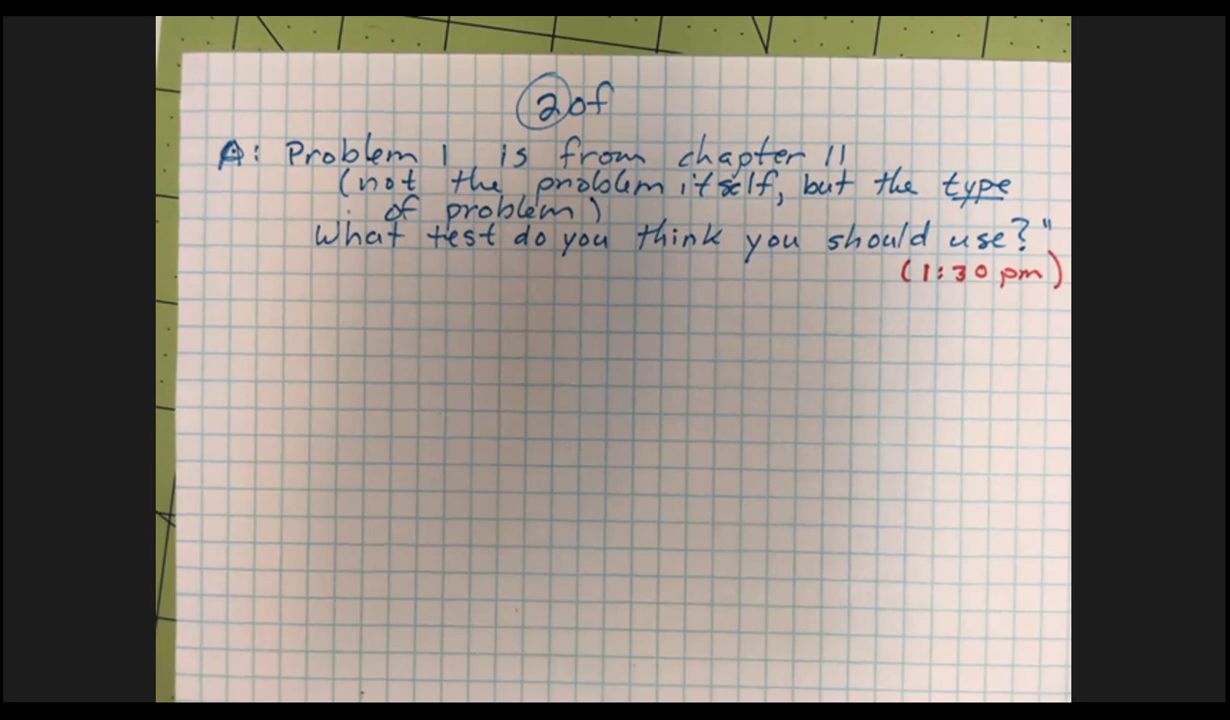 2 of
A: Problem 1 is from chapter 11
(not the problem itself, but the type
of problem)
What test do you think you should use?"
(1:30 pm)